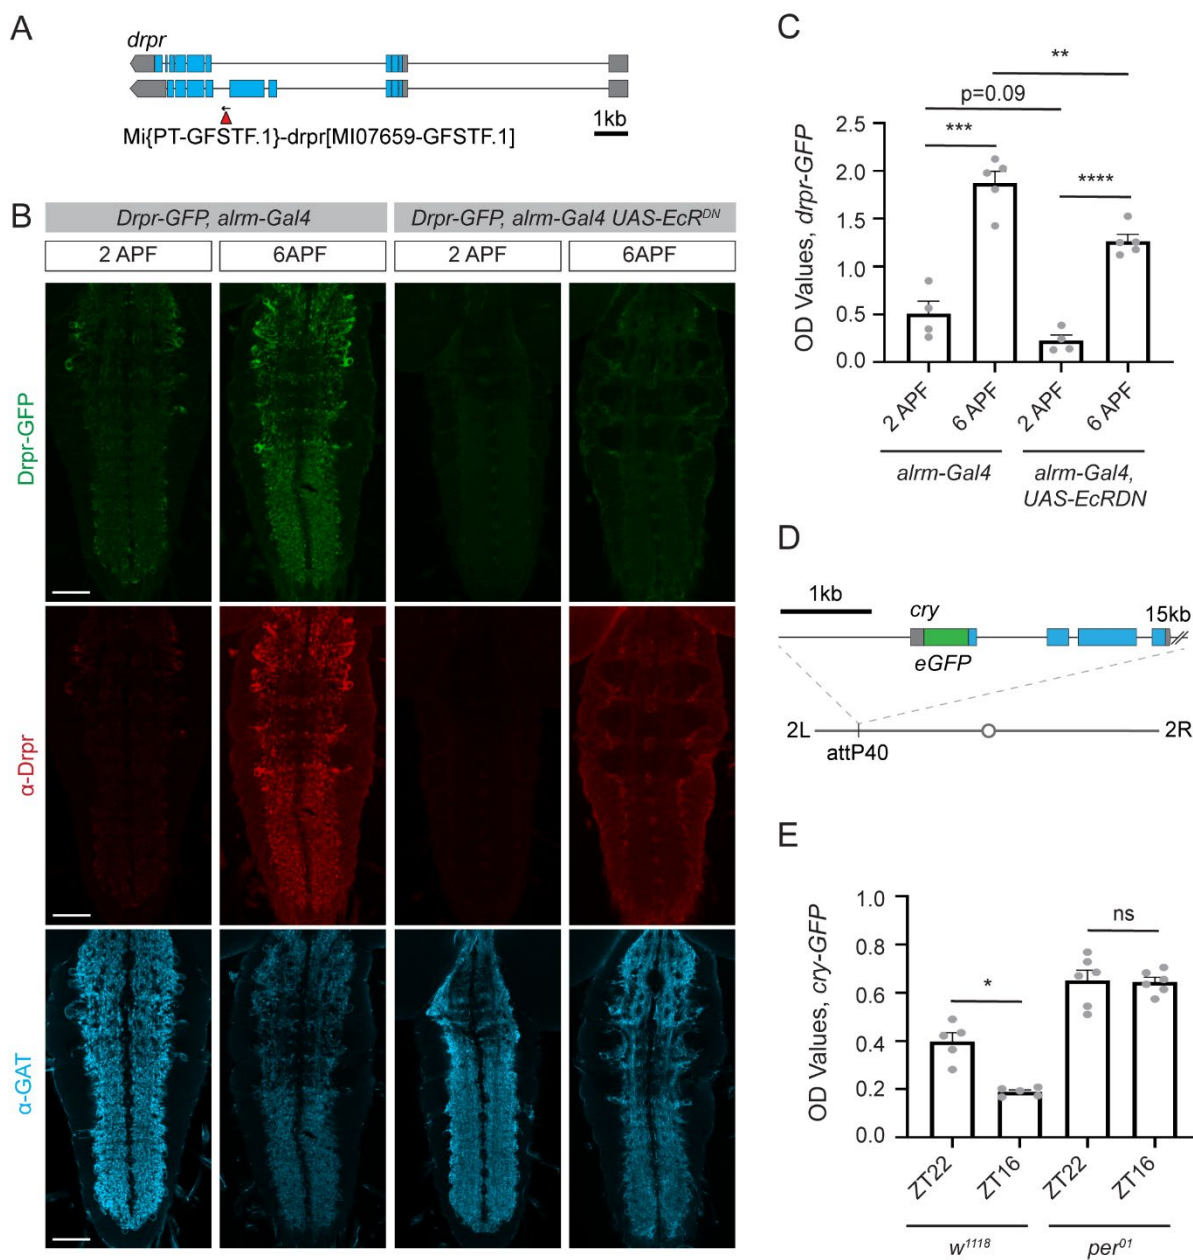 A
drpr
Mi{PT-GFSTF.1}-drpr[MI07659-GFSTF.1]
1kb
B
Drpr-GFP, alrm-Gal4
Drpr-GFP, alrm-Gal4 UAS-EcR^DN
2 APF
6APF
2 APF
6APF
Drpr-GFP
α-Drpr
α-GAT
C
**
p=0.09
***
****
OD Values, drpr-GFP
2.5
2.0
1.5
1.0
0.5
0.0
2 APF
6 APF
2 APF
6 APF
alrm-Gal4
alrm-Gal4,
UAS-EcRDN
D
1kb
cry
15kb
eGFP
2L
2R
attP40
E
OD Values, cry-GFP
1.0
0.8
0.6
0.4
0.2
0.0
*
ns
ZT22
ZT16
ZT22
ZT16
w¹¹¹⁸
per⁰¹